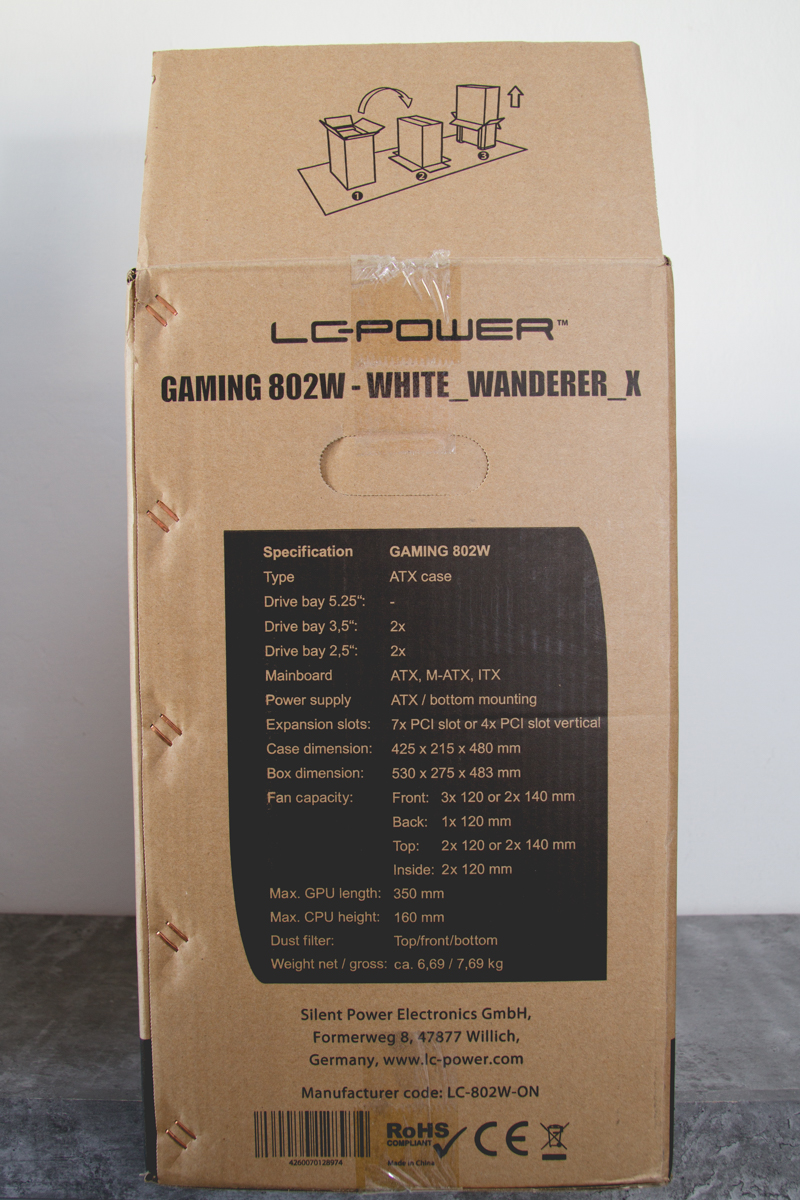 1
2
3
LC-POWER™
GAMING 802W - WHITE_WANDERER_X
Specification GAMING 802W
Type ATX case
Drive bay 5.25“: -
Drive bay 3,5“: 2x
Drive bay 2,5“: 2x
Mainboard ATX, M-ATX, ITX
Power supply ATX / bottom mounting
Expansion slots: 7x PCI slot or 4x PCI slot vertical
Case dimension: 425 x 215 x 480 mm
Box dimension: 530 x 275 x 483 mm
Fan capacity: Front: 3x 120 or 2x 140 mm
Back: 1x 120 mm
Top: 2x 120 or 2x 140 mm
Inside: 2x 120 mm
Max. GPU length: 350 mm
Max. CPU height: 160 mm
Dust filter: Top/front/bottom
Weight net / gross: ca. 6,69 / 7,69 kg
Silent Power Electronics GmbH,
Formerweg 8, 47877 Willich,
Germany, www.lc-power.com
Manufacturer code: LC-802W-ON
RoHS
COMPLIANT
CE
4260070128974
Made in China